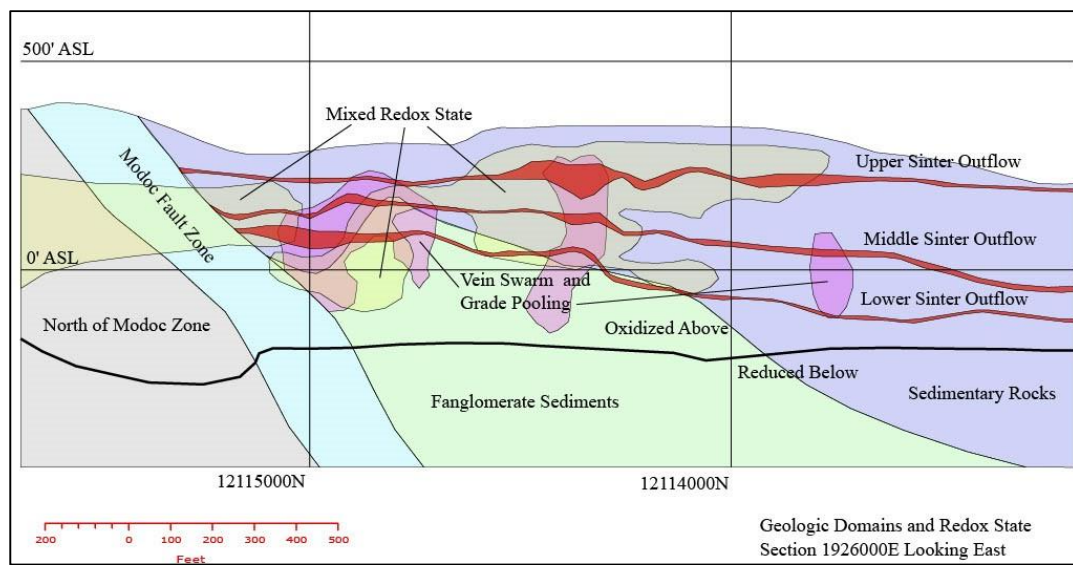 500' ASL
Mixed Redox State
Upper Sinter Outflow
Modoc Fault Zone
Middle Sinter Outflow
0' ASL
Vein Swarm and
Grade Pooling
Lower Sinter Outflow
North of Modoc Zone
Oxidized Above
Reduced Below
Fanglomerate Sediments
Sedimentary Rocks
12115000N
12114000N
200 0 100 200 300 400 500
Feet
Geologic Domains and Redox State
Section 1926000E Looking East